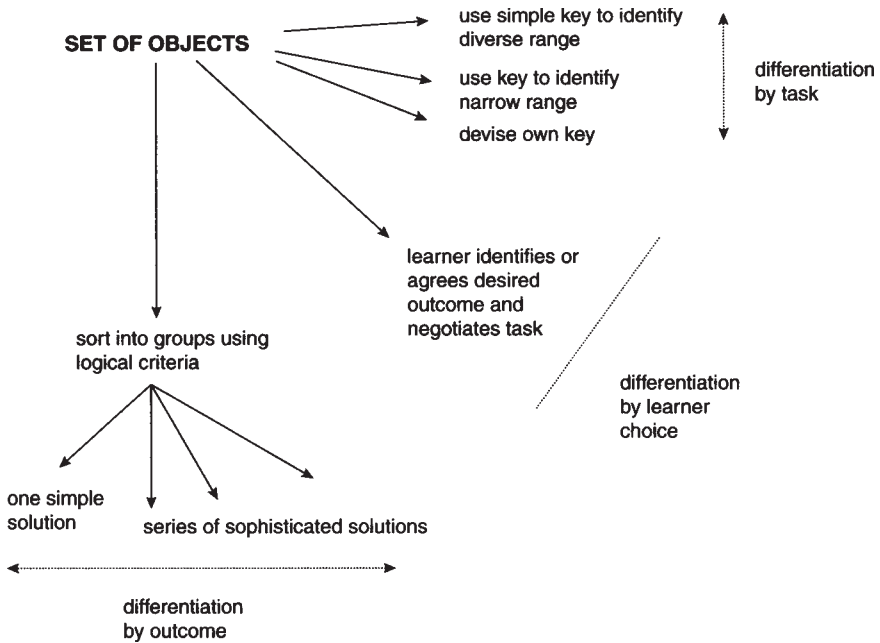 SET OF OBJECTS
use simple key to identify
diverse range
use key to identify
narrow range
devise own key
differentiation
by task
learner identifies or
agrees desired
outcome and
negotiates task
sort into groups using
logical criteria
differentiation
by learner
choice
one simple
solution
series of sophisticated solutions
differentiation
by outcome